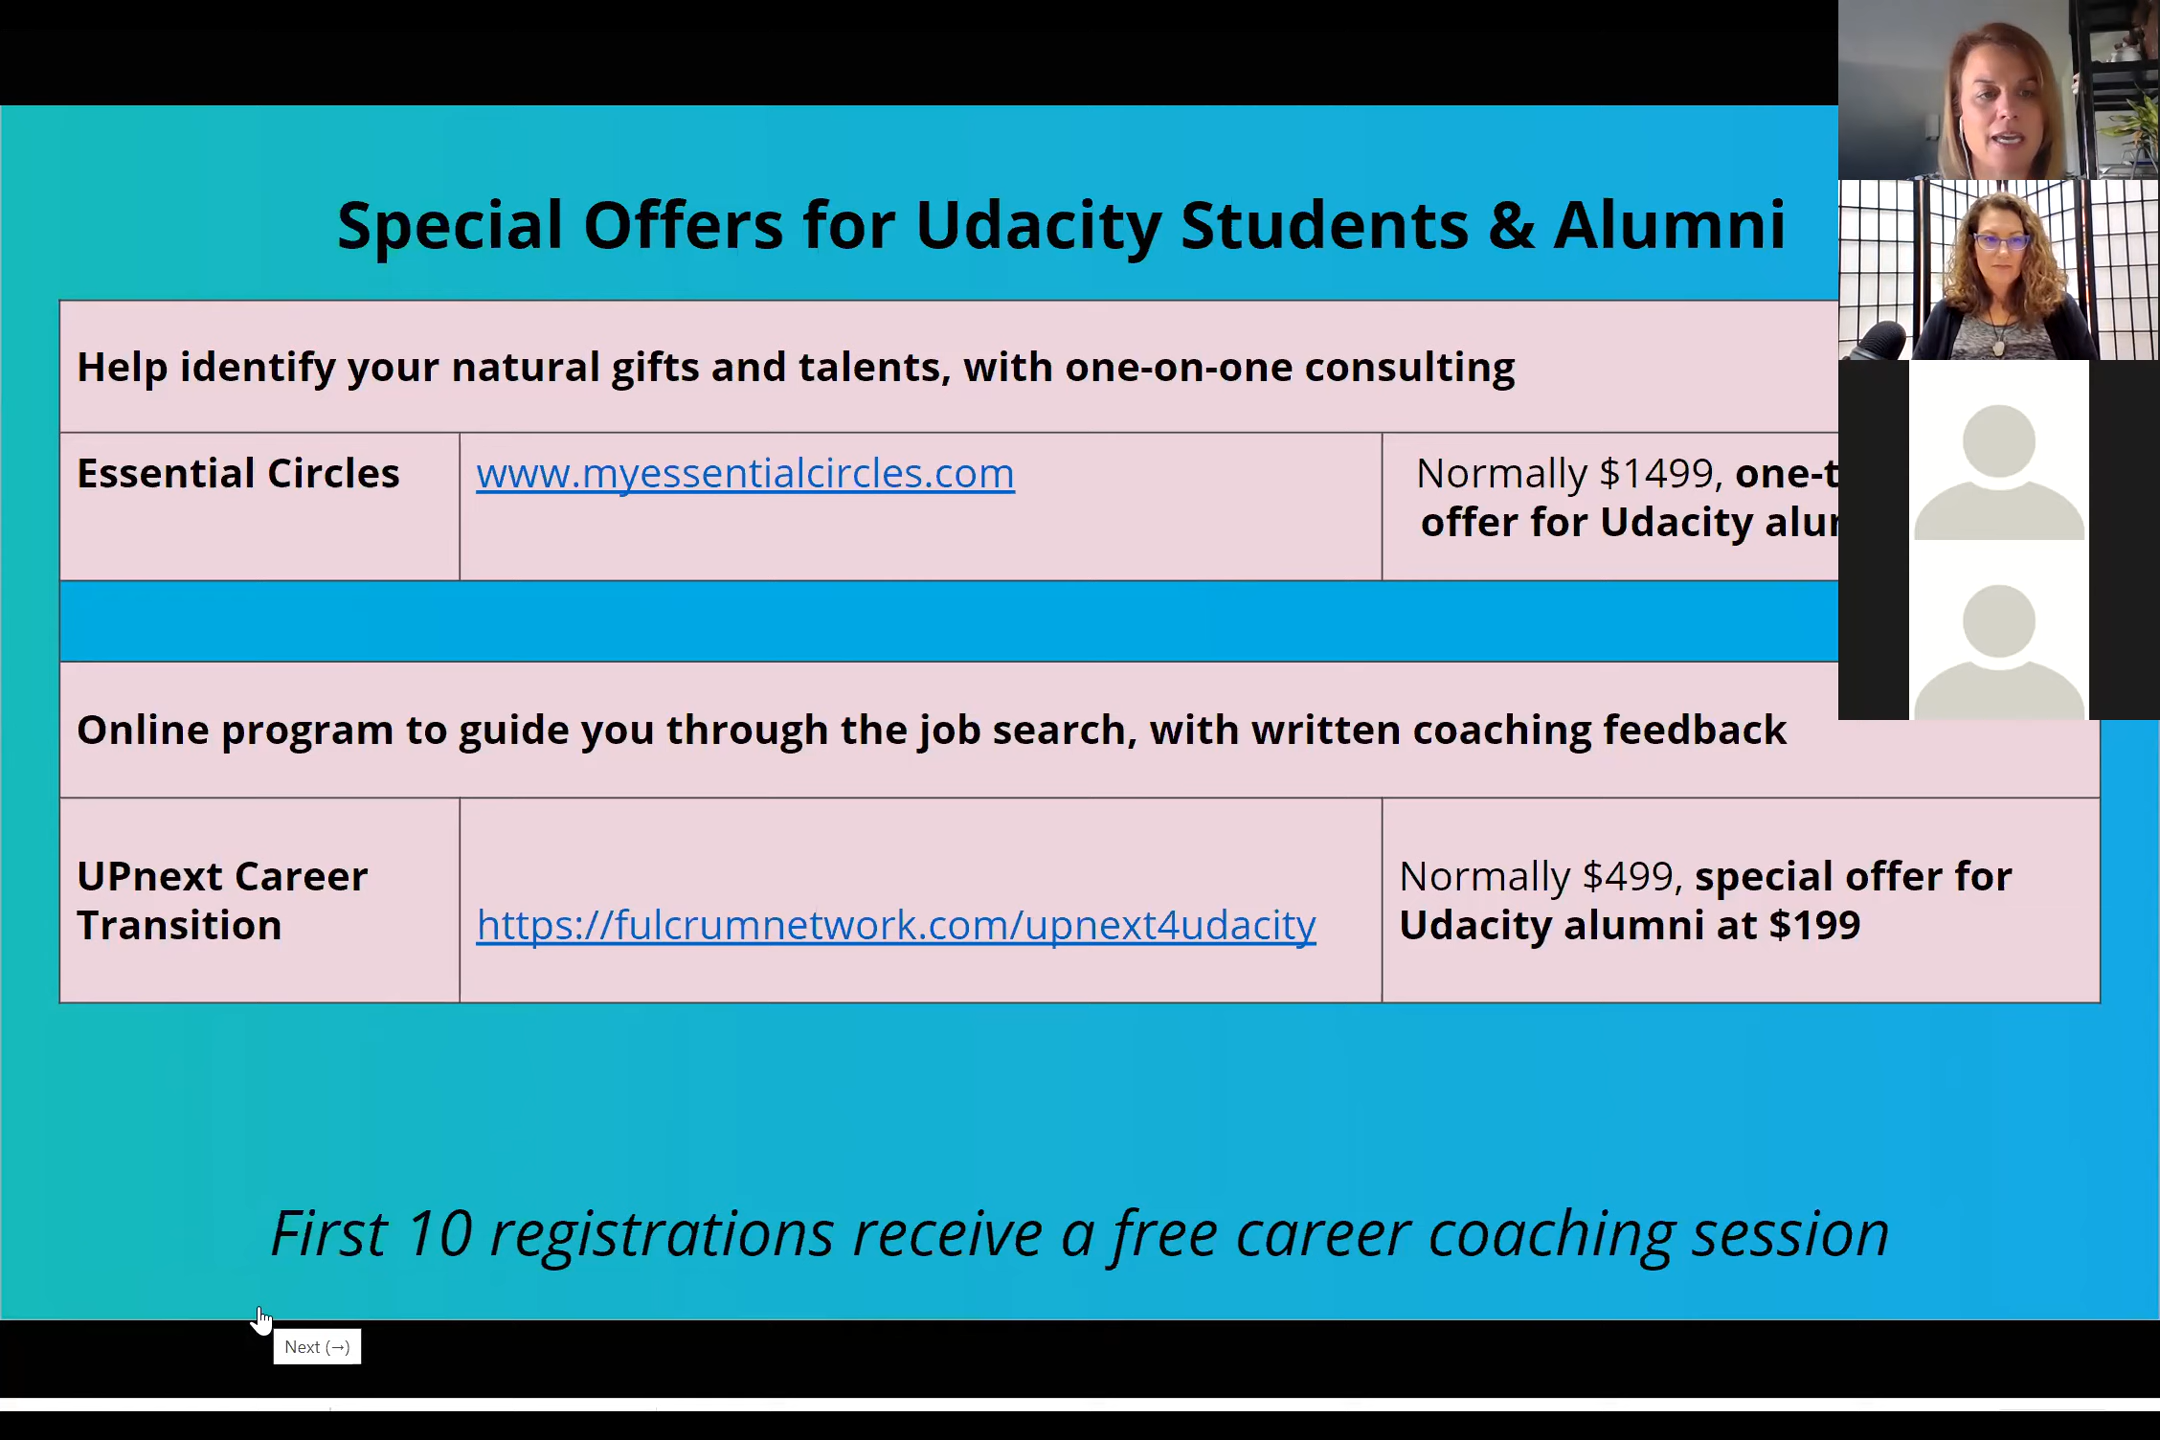 Special Offers for Udacity Students & Alumni
Help identify your natural gifts and talents, with one-on-one consulting
Essential Circles
www.myessentialcircles.com
Normally $1499,
offer for Udacity
Online program to guide you through the job search, with written coaching feedback
UPnext Career
Transition
https://fulcrumnetwork.com/upnext4udacity
Normally $499, special offer for
Udacity alumni at $199
First 10 registrations receive a free career coaching session
Next (→)